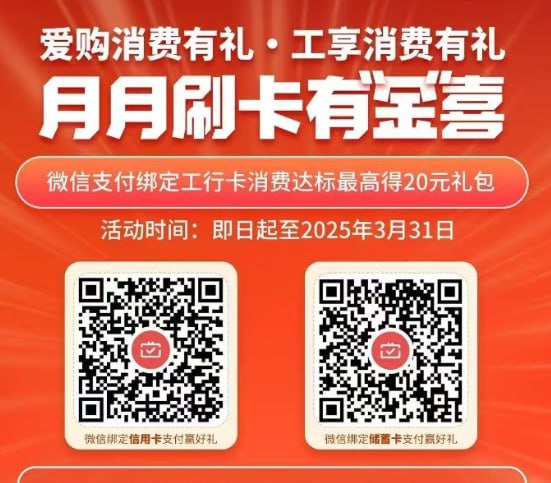 爱购消费有礼·工享消费有礼
月月刷卡有"金"喜
微信支付绑定工行卡消费达标最高得20元礼包
活动时间：即日起至2025年3月31日
微信绑定信用卡支付赢好礼
微信绑定储蓄卡支付赢好礼